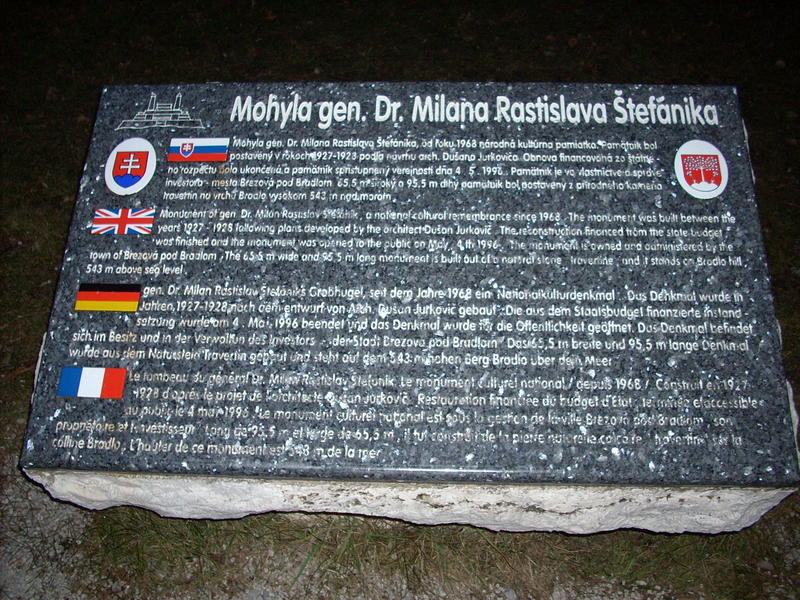 Mohyla gen. Dr. Milana Rastislava Štefánika
Mohyla gen. Dr. Milana Rastislava Štefánika, od roku 1968 národná kultúrna pamiatka. Pamätník bol
postavený v rokoch 1927-1923 podľa návrhu arch. Dušana Jurkoviča. Obnova financovaná zo štátne-
ho rozpočtu bola ukončená a pamätník sprístupnený verejnosti dňa 4. 5. 1996. Pamätník je vo vlastníctve a správe
investora - mesta Brezová pod Bradlom. 65,5 m široký a 95,5 m dlhý pamätník bol postavený z prírodného kameňa
travertín na vrchu Bradlo vysokom 543 m nad morom.
Monument of gen. Dr. Milan Rastislav Štefánik, a national cultural remembrance since 1968. The monument was built between the
years 1927 - 1928 following plans developed by the architect Dušan Jurkovič. The reconstruction financed from the state budget
was finished and the monument was opened to the public on May, 4.th 1996. The monument is owned and administered by the
town of Brezová pod Bradlom. The 65,5 m wide and 95,5 m long monument is built out of a natural stone travertine and it stands on Bradlo hill
543 m above sea level.
gen. Dr. Milan Rastislav Štefánik's Grabhugel, seit dem Jahre 1968 ein Nationalkulturdenkmal. Das Denkmal wurde in
Jahren 1927-1928 nach dem entwurf von Arch. Dušan Jurkovič gebaut. Die aus dem Staatsbudget finanzierte instand
setzung wurde am 4. Mai 1996 beendet und das Denkmal wurde für die Öffentlichkeit geöffnet. Das Denkmal befindet
sich im Besitz und in der Verwaltun des Investors - der Stadt Brezova pod Bradlom. Das 65,5 m breite und 95,5 m lange Denkmal
wurde aus dem Naturstein Travertin gebaut und steht auf dem 543 m hohen Berg Bradlo über dem Meer
Le tombeau du général Dr. Milan Rastislav Štefánik. Le monument culturel national / depuis 1968 /. Construit en 1927-
1928 d'après le projet de l'architecte Dušan Jurkovič. Restauration financée du budget d'Etat, terminée et accessible
au public le 4 mai 1996. Le monument culturel national est sous la gestion de la ville Brezová pod Bradlom, son
propriétaire et investisseur. Long de 95,5 m et large de 65,5 m, il fut construit de la pierre naturelle calcaire / travertine / sur la
colline Bradlo. L'hauter de ce monument est 543 m de la mer